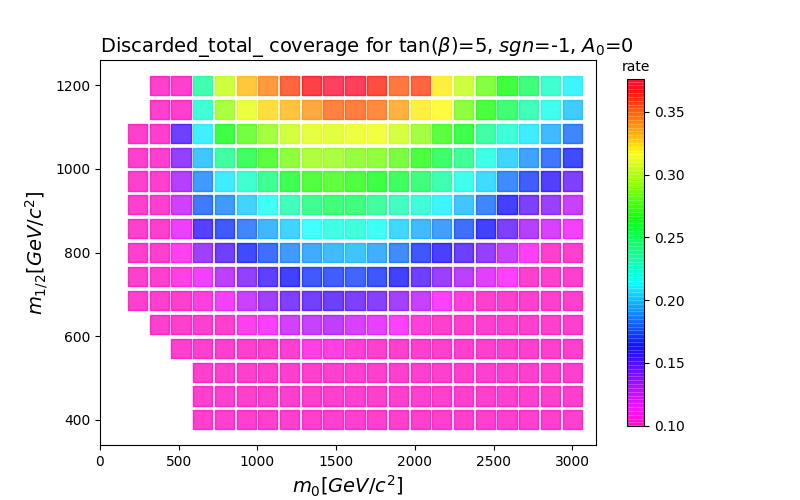 Discarded_total_ coverage for tan(β)=5, sgn=-1, A₀=0
rate
1200
1000
800
600
400
m₁/₂[GeV/c²]
0.35
0.30
0.25
0.20
0.15
0.10
0 500 1000 1500 2000 2500 3000
m₀[GeV/c²]